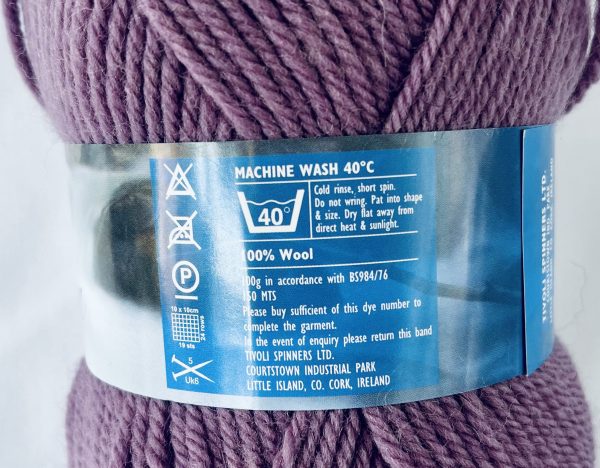 MACHINE WASH 40°C
40°
Cold rinse, short spin.
Do not wring. Pat into shape
& size. Dry flat away from
direct heat & sunlight.
100% Wool
100g in accordance with BS984/76
150 MTS
Please buy sufficient of this dye number to
complete the garment.
In the event of enquiry please return this band
TIVOLI SPINNERS LTD.
COURTSTOWN INDUSTRIAL PARK
LITTLE ISLAND, CO. CORK, IRELAND
P
10 x 10cm
24 rows
19 sts
5
Uk6
TIVOLI SPINNERS LTD.